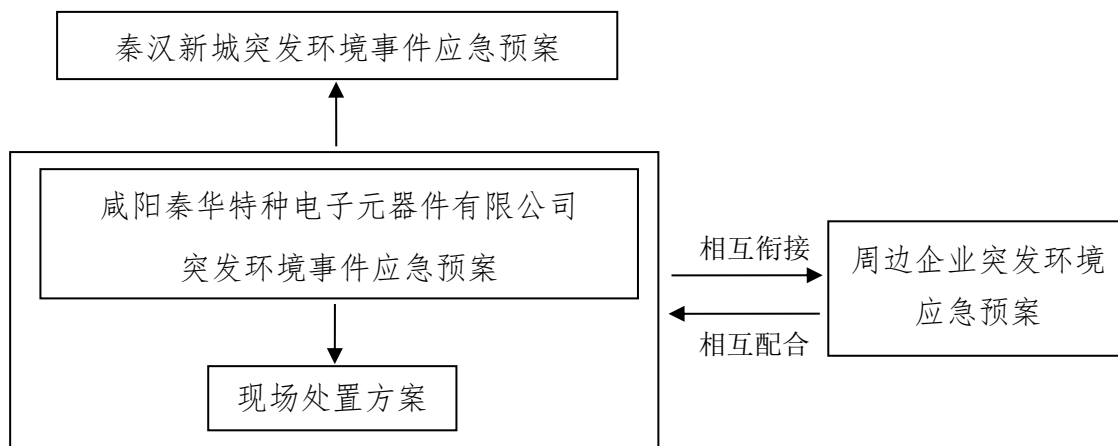 秦汉新城突发环境事件应急预案
咸阳秦华特种电子元器件有限公司
突发环境事件应急预案
相互衔接
周边企业突发环境
应急预案
相互配合
现场处置方案